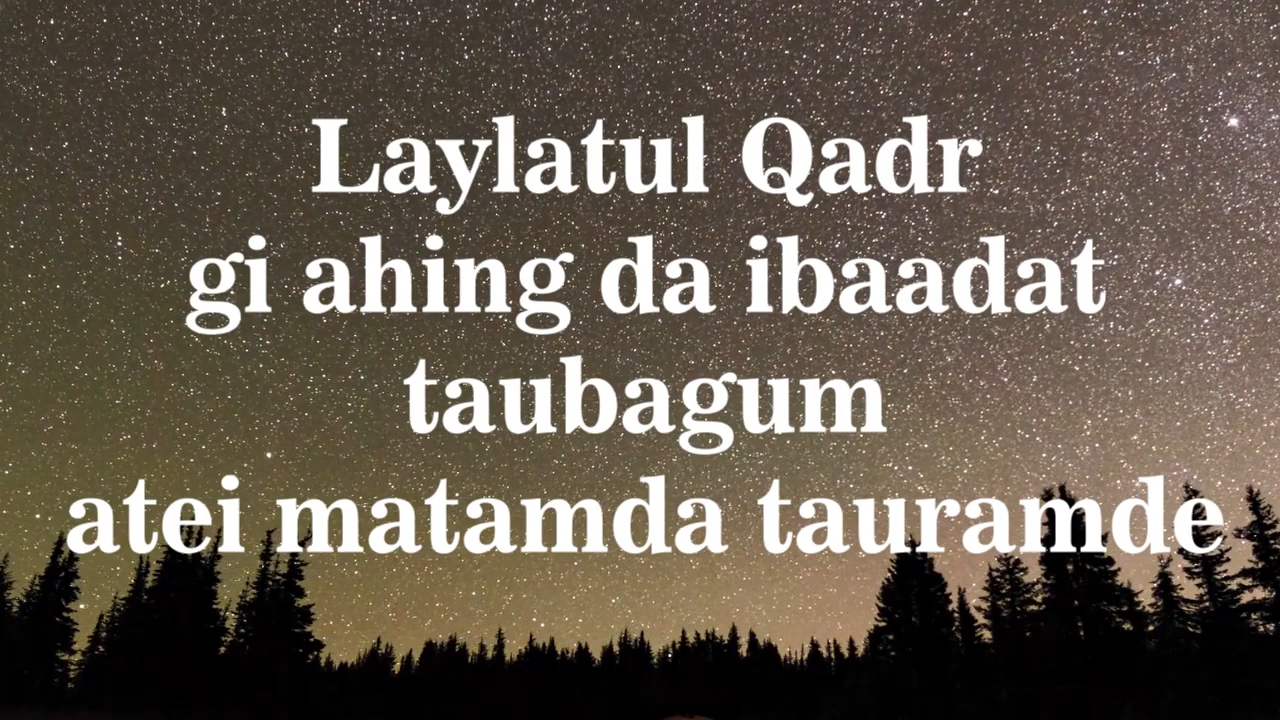 Laylatul Qadr
gi ahing da ibaadat
taubagum
atei matamda tauramde